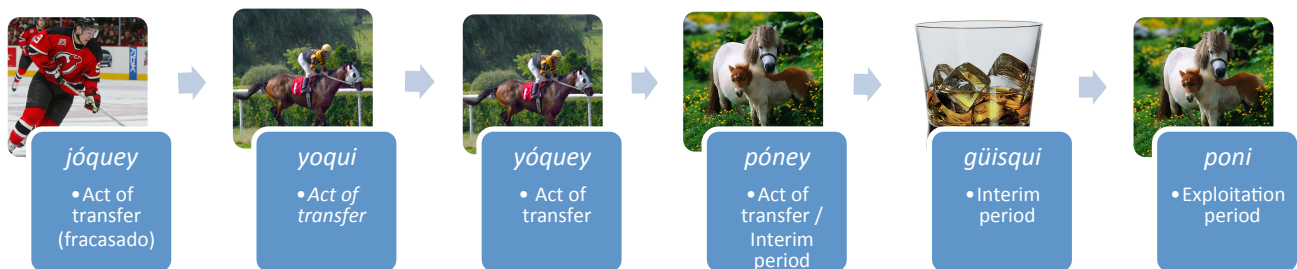 jóquey
• Act of
transfer
(fracasado)
yoqui
• Act of
transfer
yóquey
• Act of
transfer
póney
• Act of
transfer /
Interim
period
güisqui
• Interim
period
poni
• Exploitation
period